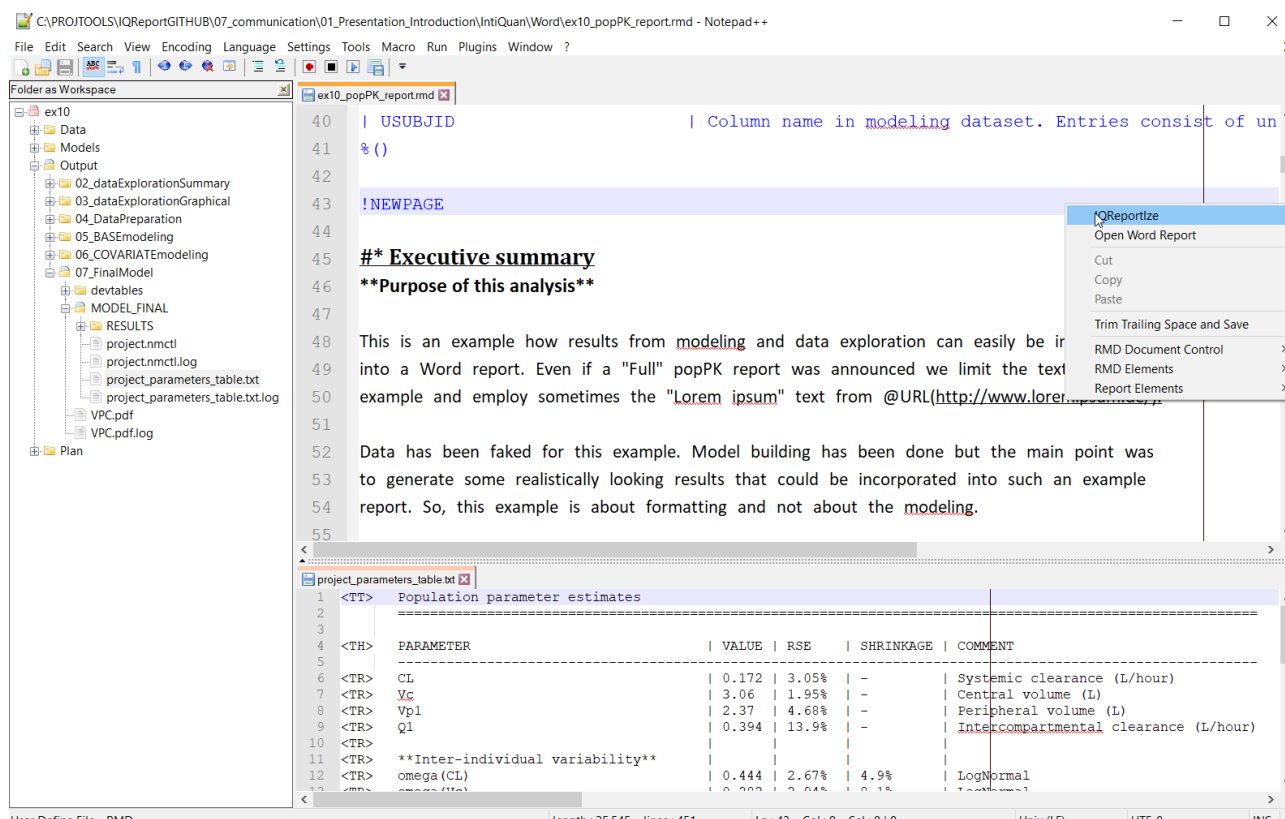 C:\PROJTOOLS\IQReportGITHUB\07_communication\01_Presentation_Introduction\IntiQuan\Word\ex10_popPK_report.rmd - Notepad++
File Edit Search View Encoding Language Settings Tools Macro Run Plugins Window ?
Folder as Workspace
ex10
Data
Models
Output
02_dataExplorationSummary
03_dataExplorationGraphical
04_DataPreparation
05_BASEmodeling
06_COVARIATEmodeling
07_FinalModel
devtables
MODEL_FINAL
RESULTS
project.nmctl
project.nmctl.log
project_parameters_table.txt
project_parameters_table.txt.log
VPC.pdf
VPC.pdf.log
Plan
ex10_popPK_report.rmd
40 | USUBJID | Column name in modeling dataset. Entries consist of un
41 %()
42
43 !NEWPAGE
44
45 #* Executive summary
46 **Purpose of this analysis**
47
48 This is an example how results from modeling and data exploration can easily be ir
49 into a Word report. Even if a "Full" popPK report was announced we limit the text
50 example and employ sometimes the "Lorem ipsum" text from @URL(http://www.loremipsum.de/).
51
52 Data has been faked for this example. Model building has been done but the main point was
53 to generate some realistically looking results that could be incorporated into such an example
54 report. So, this example is about formatting and not about the modeling.
55
IQReportIze
Open Word Report
Cut
Copy
Paste
Trim Trailing Space and Save
RMD Document Control
RMD Elements
Report Elements
project_parameters_table.txt
1 <TT> Population parameter estimates
2 ==========================================================================================================
3
4 <TH> PARAMETER | VALUE | RSE | SHRINKAGE | COMMENT
5 ----------------------------------------------------------------------------------------------------------
6 <TR> CL | 0.172 | 3.05% | - | Systemic clearance (L/hour)
7 <TR> Vc | 3.06 | 1.95% | - | Central volume (L)
8 <TR> Vp1 | 2.37 | 4.68% | - | Peripheral volume (L)
9 <TR> Q1 | 0.394 | 13.9% | - | Intercompartmental clearance (L/hour)
10 <TR> | | | |
11 <TR> **Inter-individual variability** | | | |
12 <TR> omega(CL) | 0.444 | 2.67% | 4.9% | LogNormal